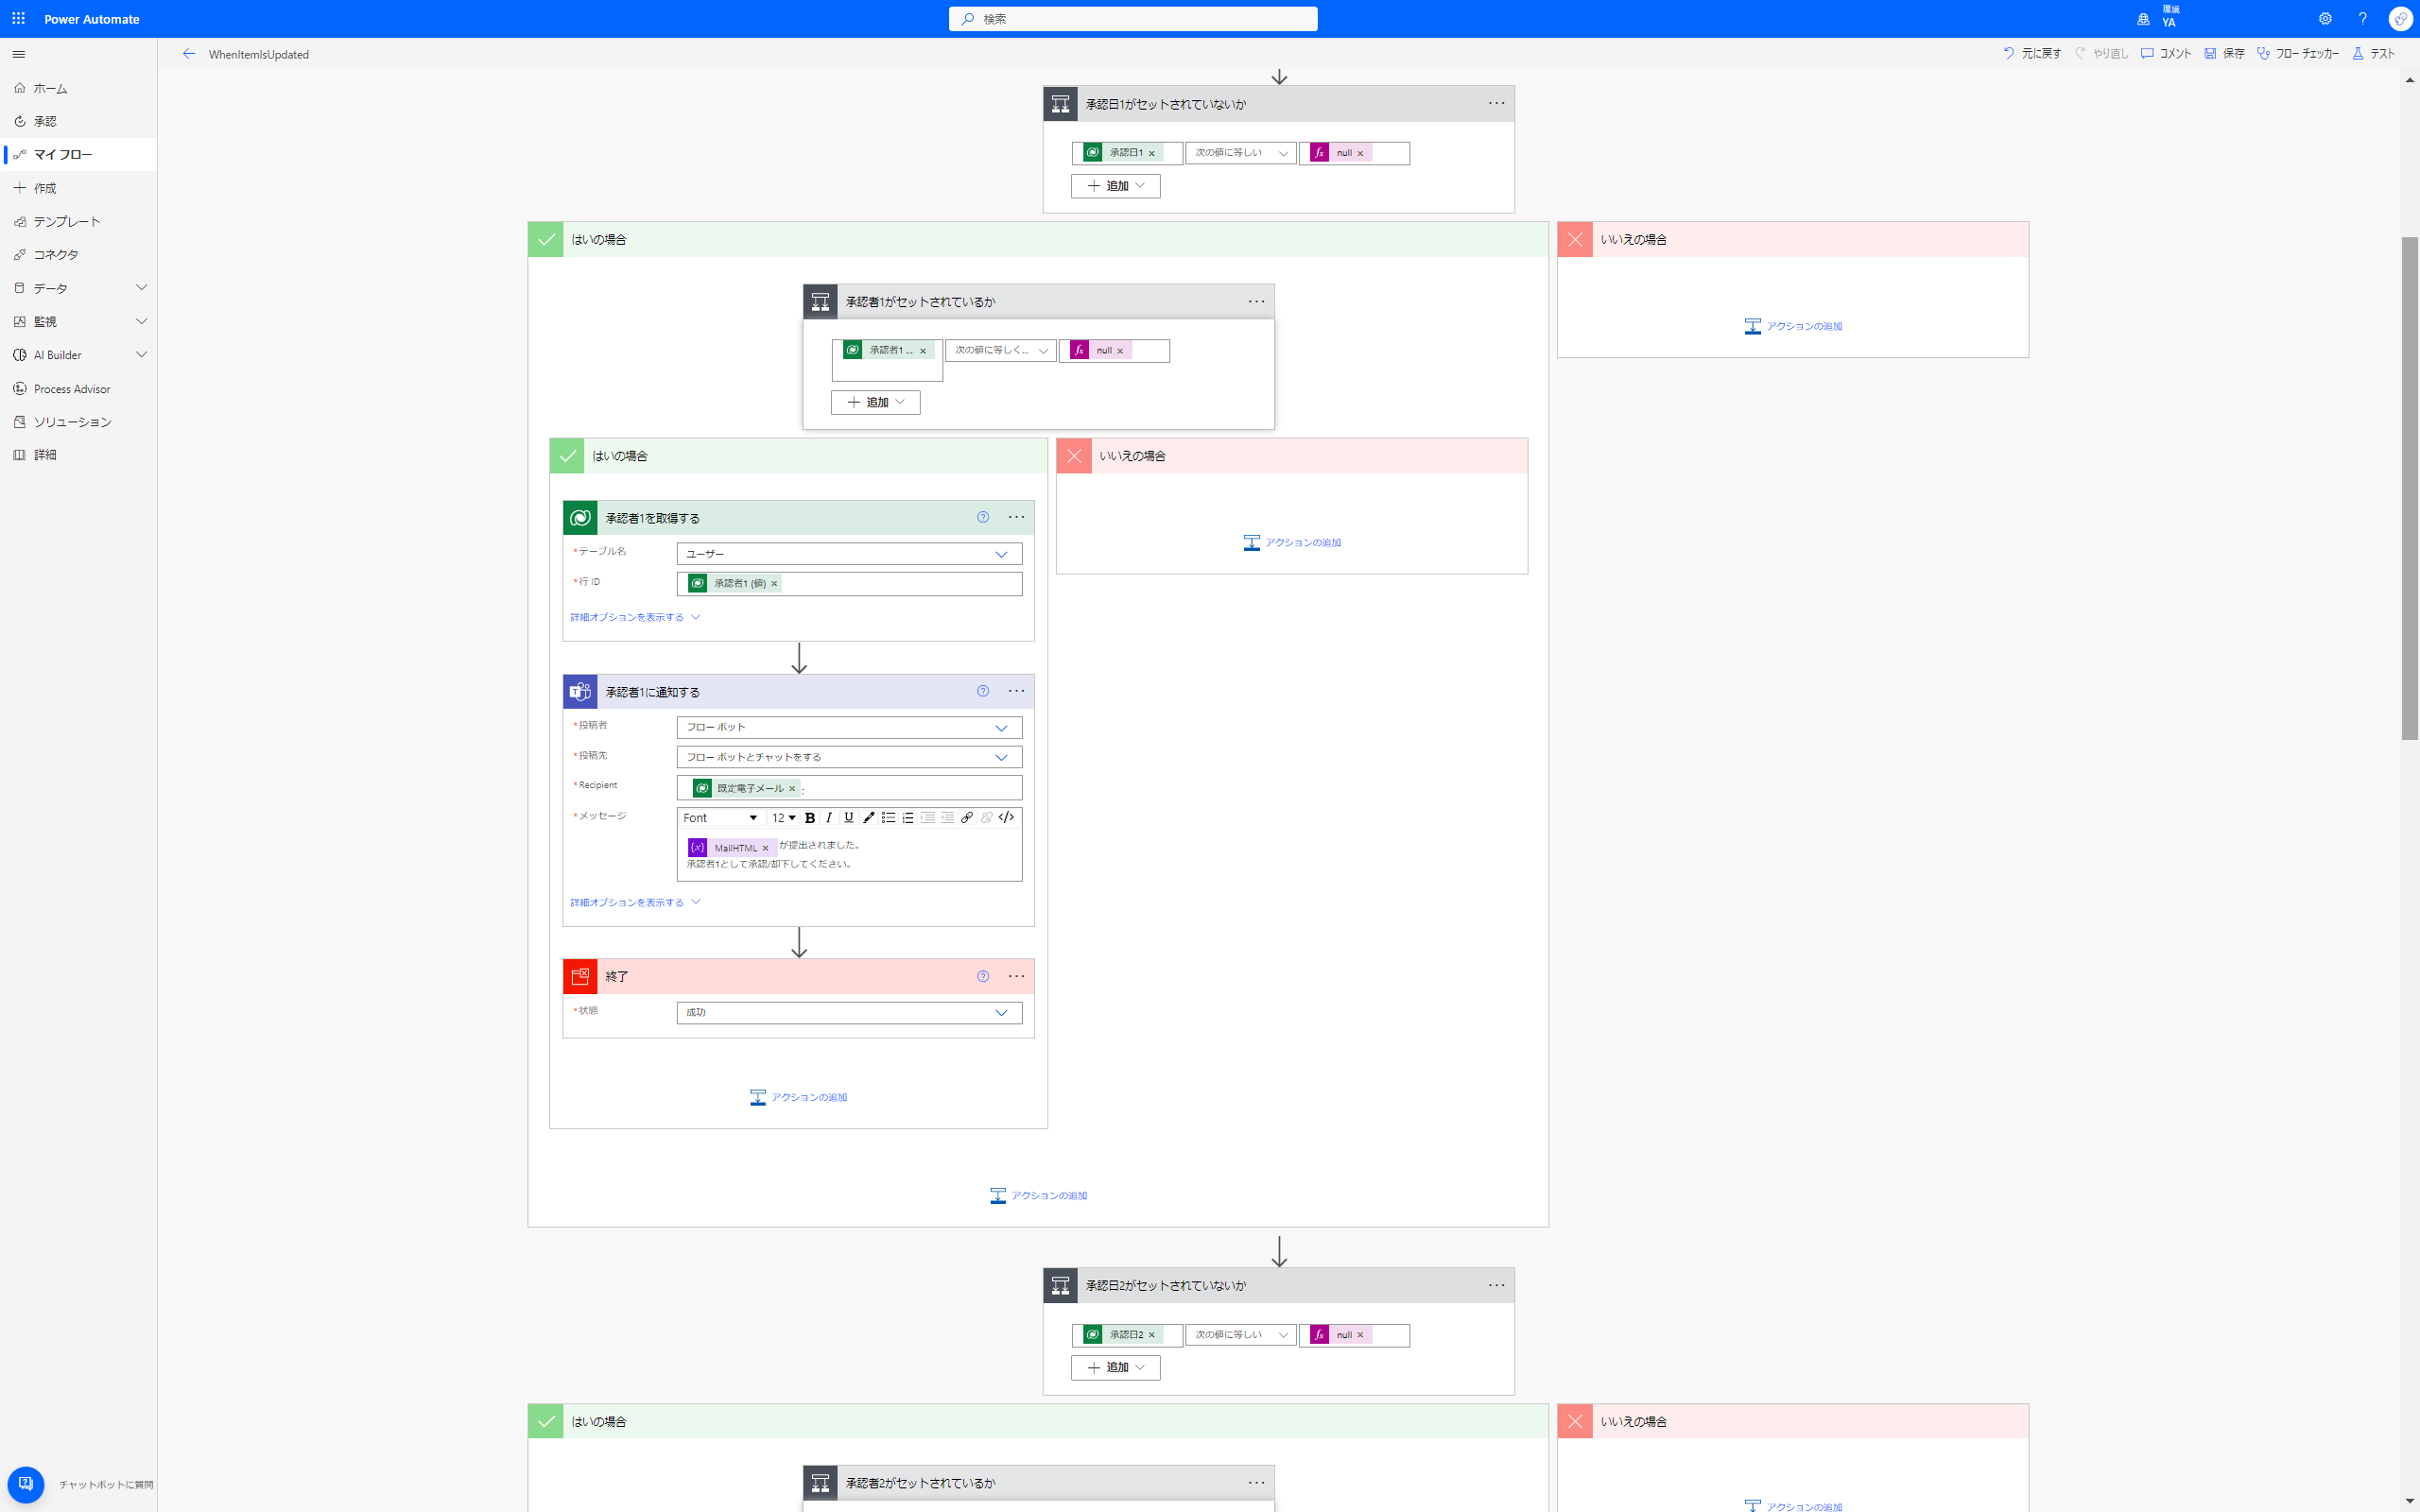 Power Automate
検索
環境
YA
WhenItemIsUpdated
元に戻す
やり直し
コメント
保存
フロー チェッカー
テスト
ホーム
承認
マイ フロー
作成
テンプレート
コネクタ
データ
監視
AI Builder
Process Advisor
ソリューション
詳細
チャットボットに質問
承認日1がセットされていないか
承認日1 次の値に等しい null
追加
はいの場合
いいえの場合
アクションの追加
承認者1がセットされているか
承認者1 ... 次の値に等しく... null
追加
はいの場合
いいえの場合
アクションの追加
承認者1を取得する
*テーブル名 ユーザー
*行 ID 承認者1 (値)
詳細オプションを表示する
承認者1に通知する
*投稿者 フロー ボット
*投稿先 フロー ボットとチャットをする
*Recipient 既定電子メール ;
*メッセージ Font 12 B I U </>
MailHTML が提出されました。
承認者1として承認/却下してください。
詳細オプションを表示する
終了
*状態 成功
アクションの追加
アクションの追加
承認日2がセットされていないか
承認日2 次の値に等しい null
追加
はいの場合
いいえの場合
承認者2がセットされているか
アクションの追加